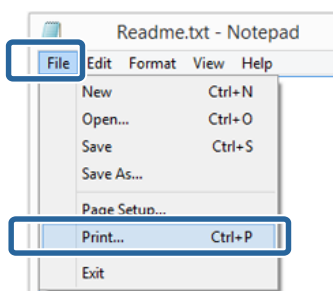 Readme.txt - Notepad
File Edit Format View Help
New Ctrl+N
Open... Ctrl+O
Save Ctrl+S
Save As...
Page Setup...
Print... Ctrl+P
Exit